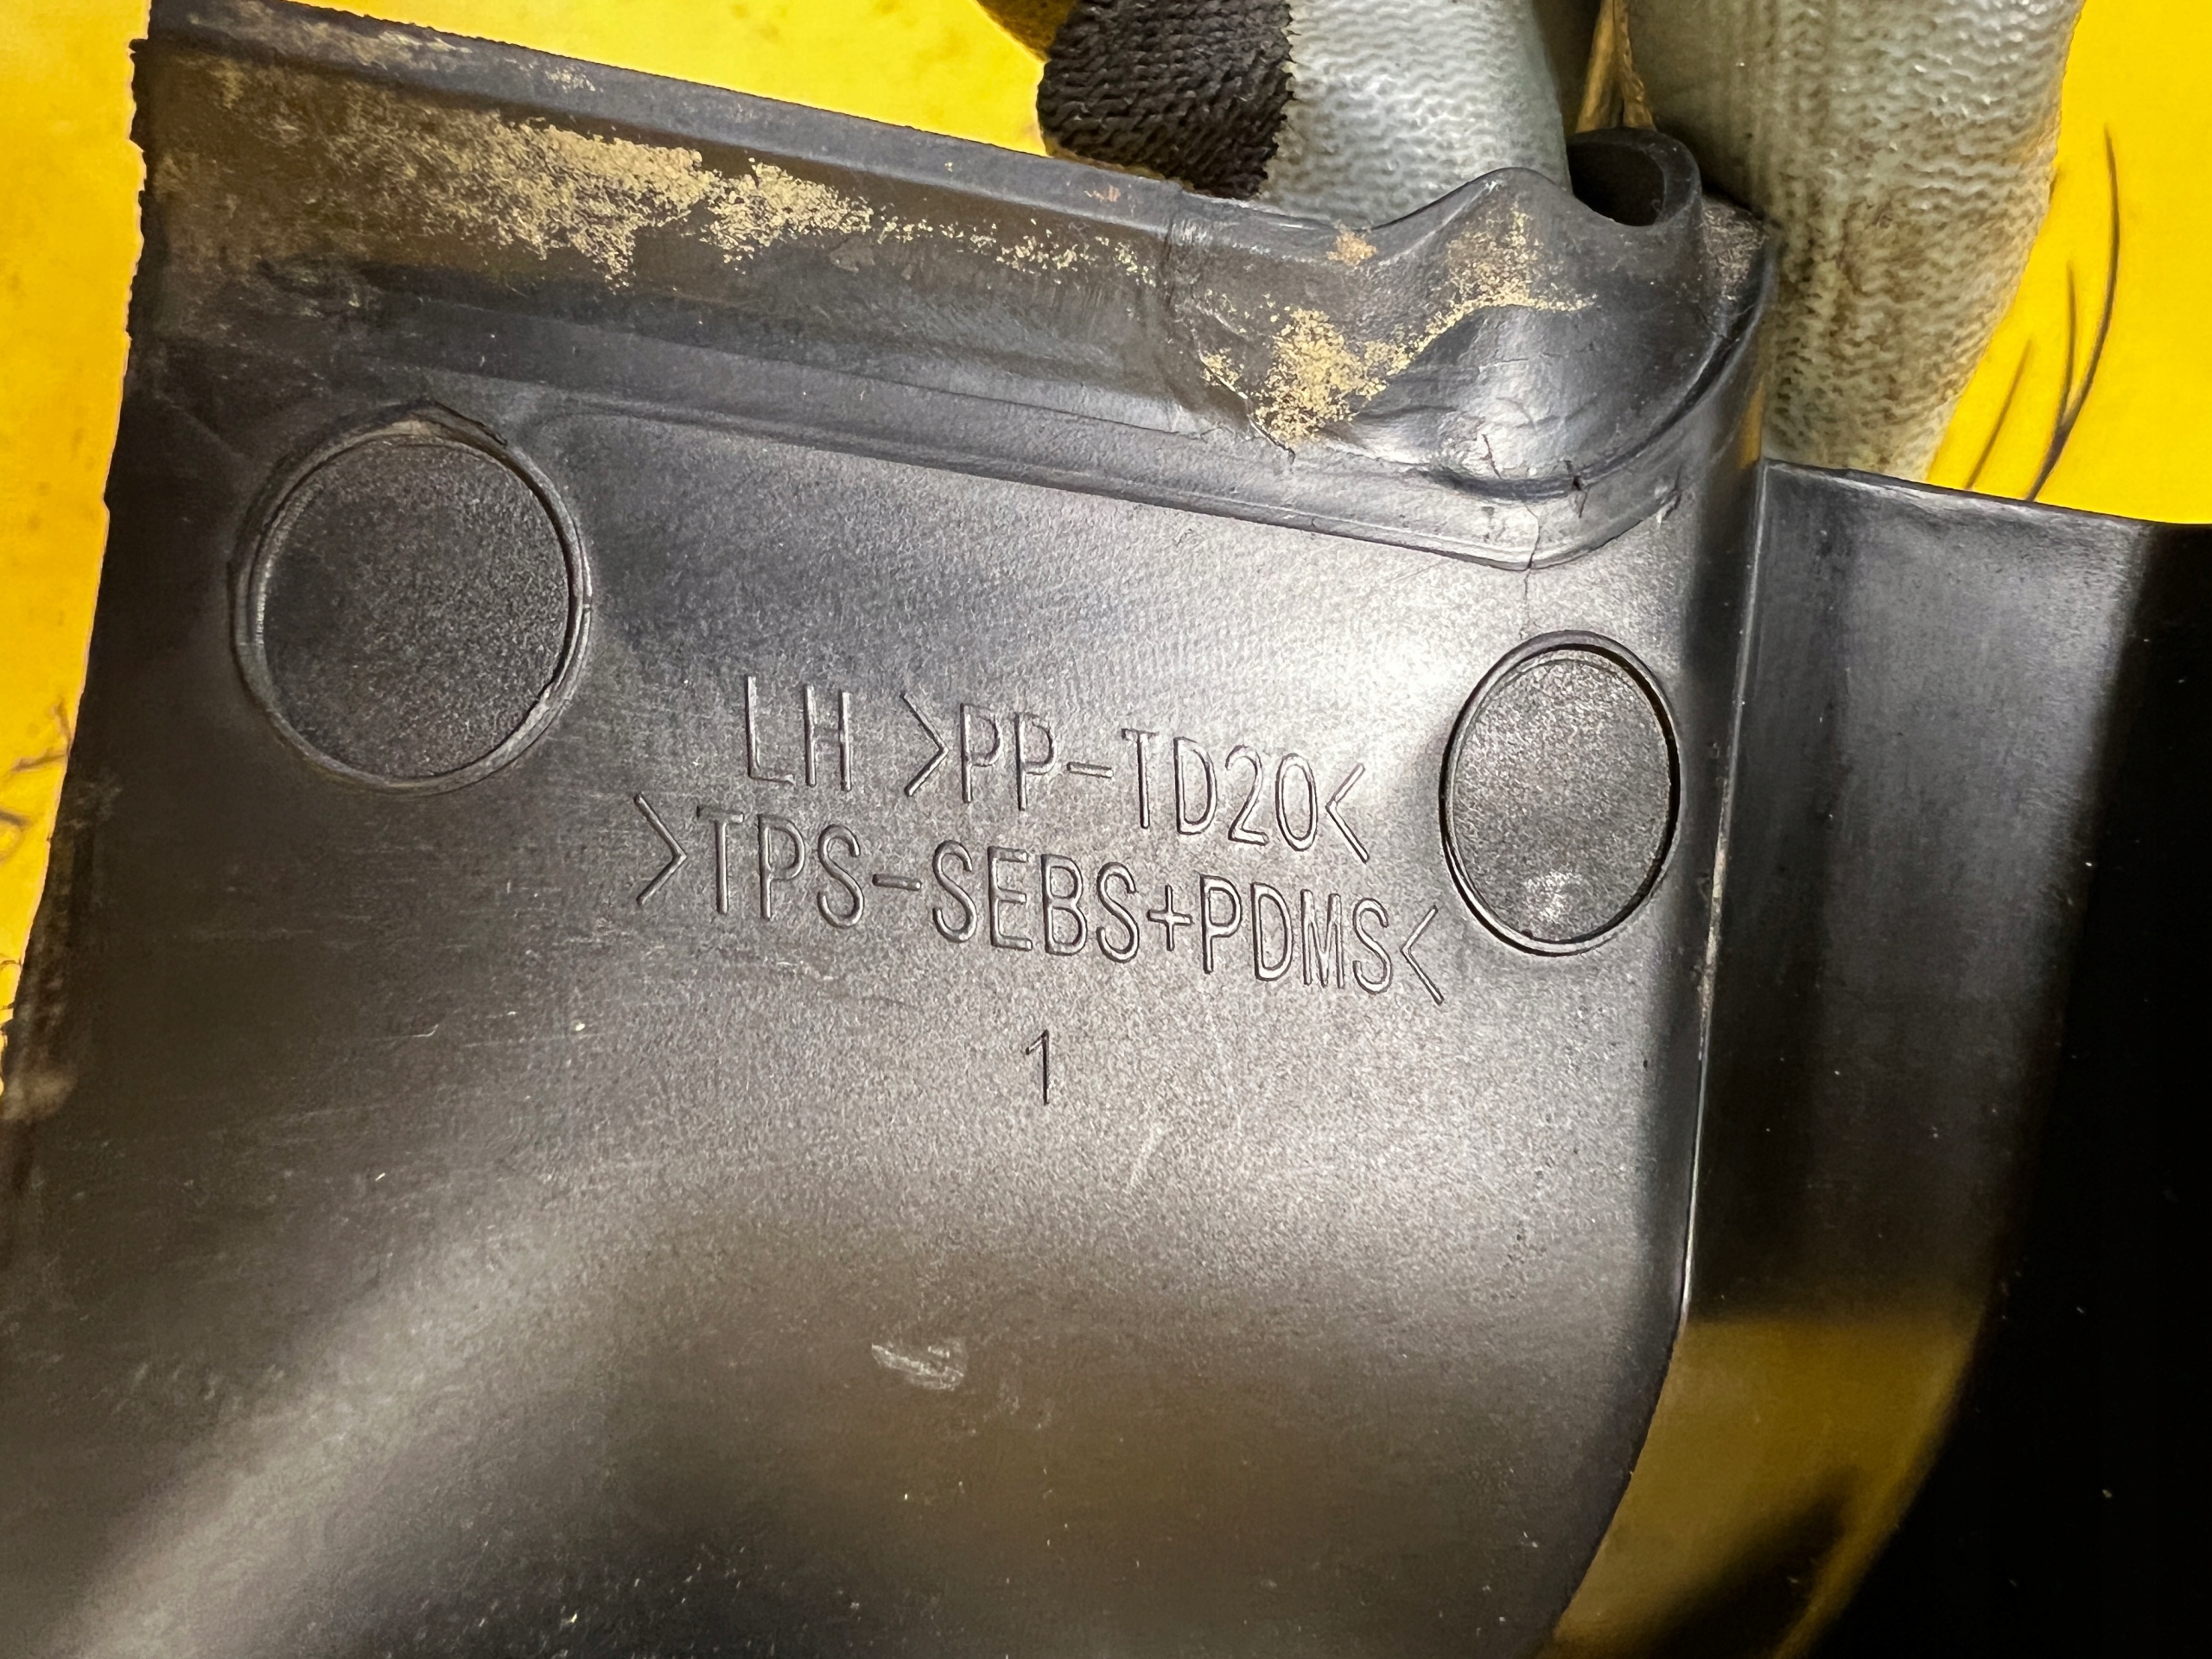 LH >PP-TD20<
>TPS-SEBS+PDMS<
1